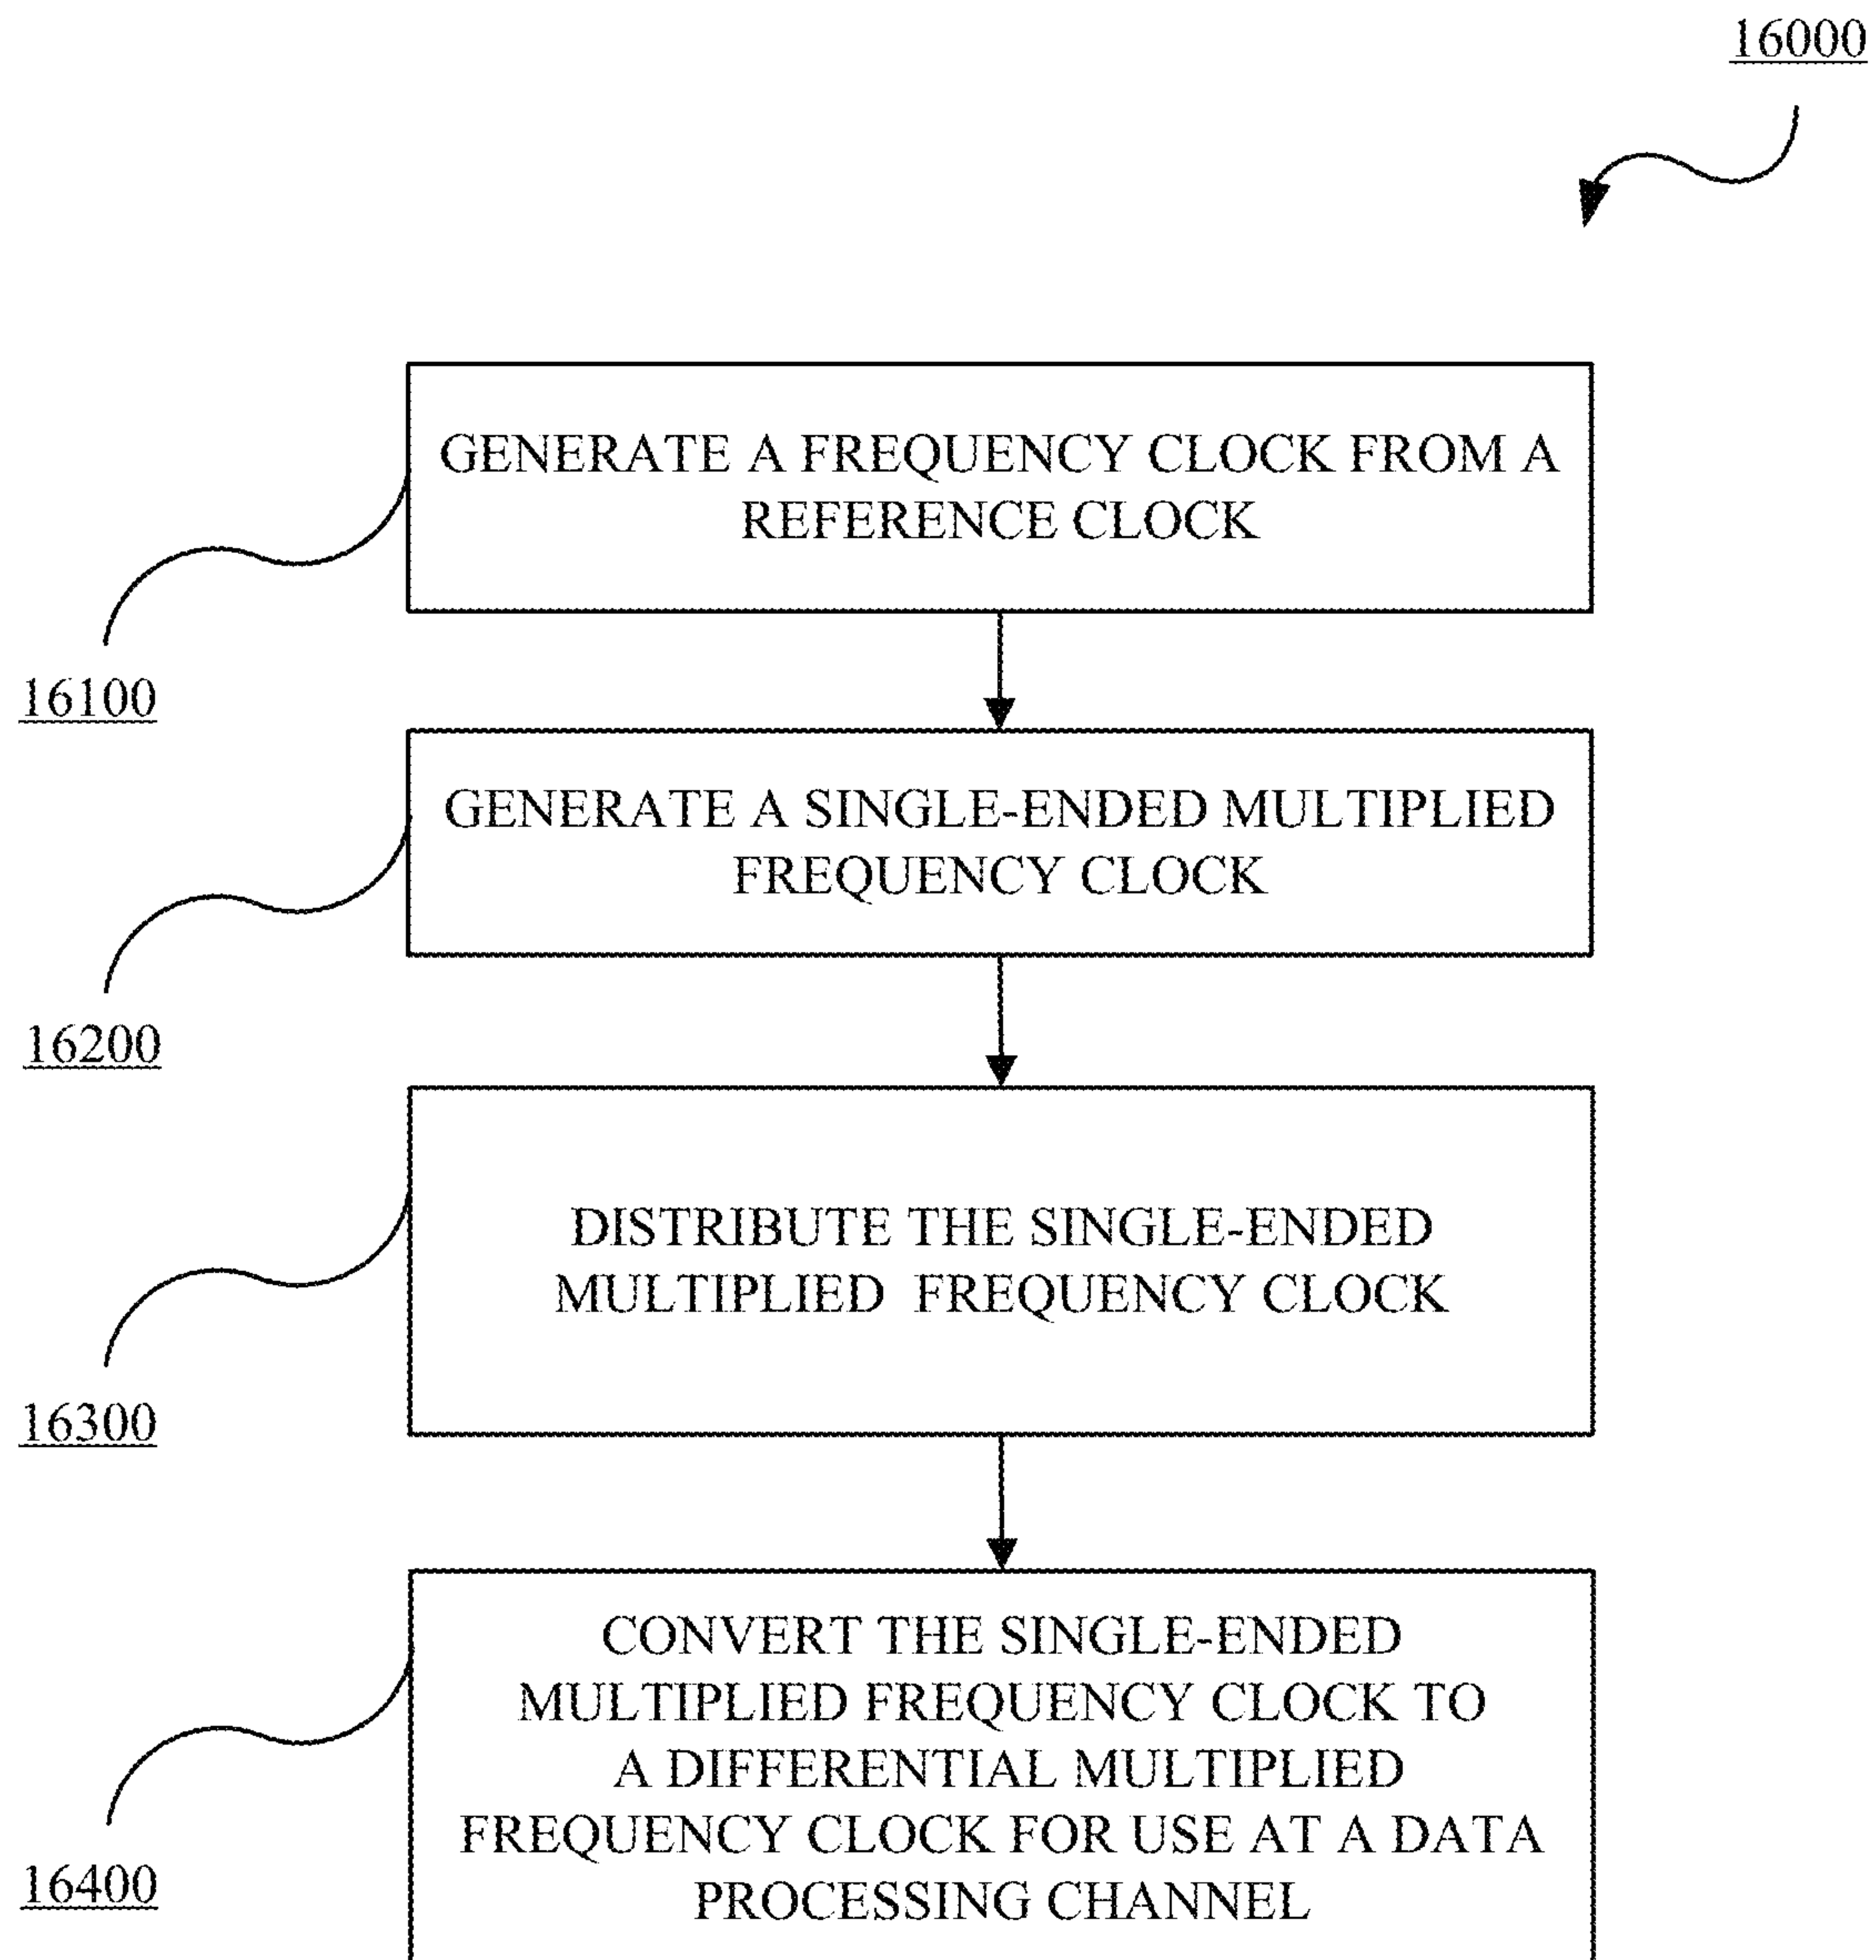 16000
GENERATE A FREQUENCY CLOCK FROM A
REFERENCE CLOCK
16100
GENERATE A SINGLE-ENDED MULTIPLIED
FREQUENCY CLOCK
16200
DISTRIBUTE THE SINGLE-ENDED
MULTIPLIED FREQUENCY CLOCK
16300
CONVERT THE SINGLE-ENDED
MULTIPLIED FREQUENCY CLOCK TO
A DIFFERENTIAL MULTIPLIED
FREQUENCY CLOCK FOR USE AT A DATA
PROCESSING CHANNEL
16400